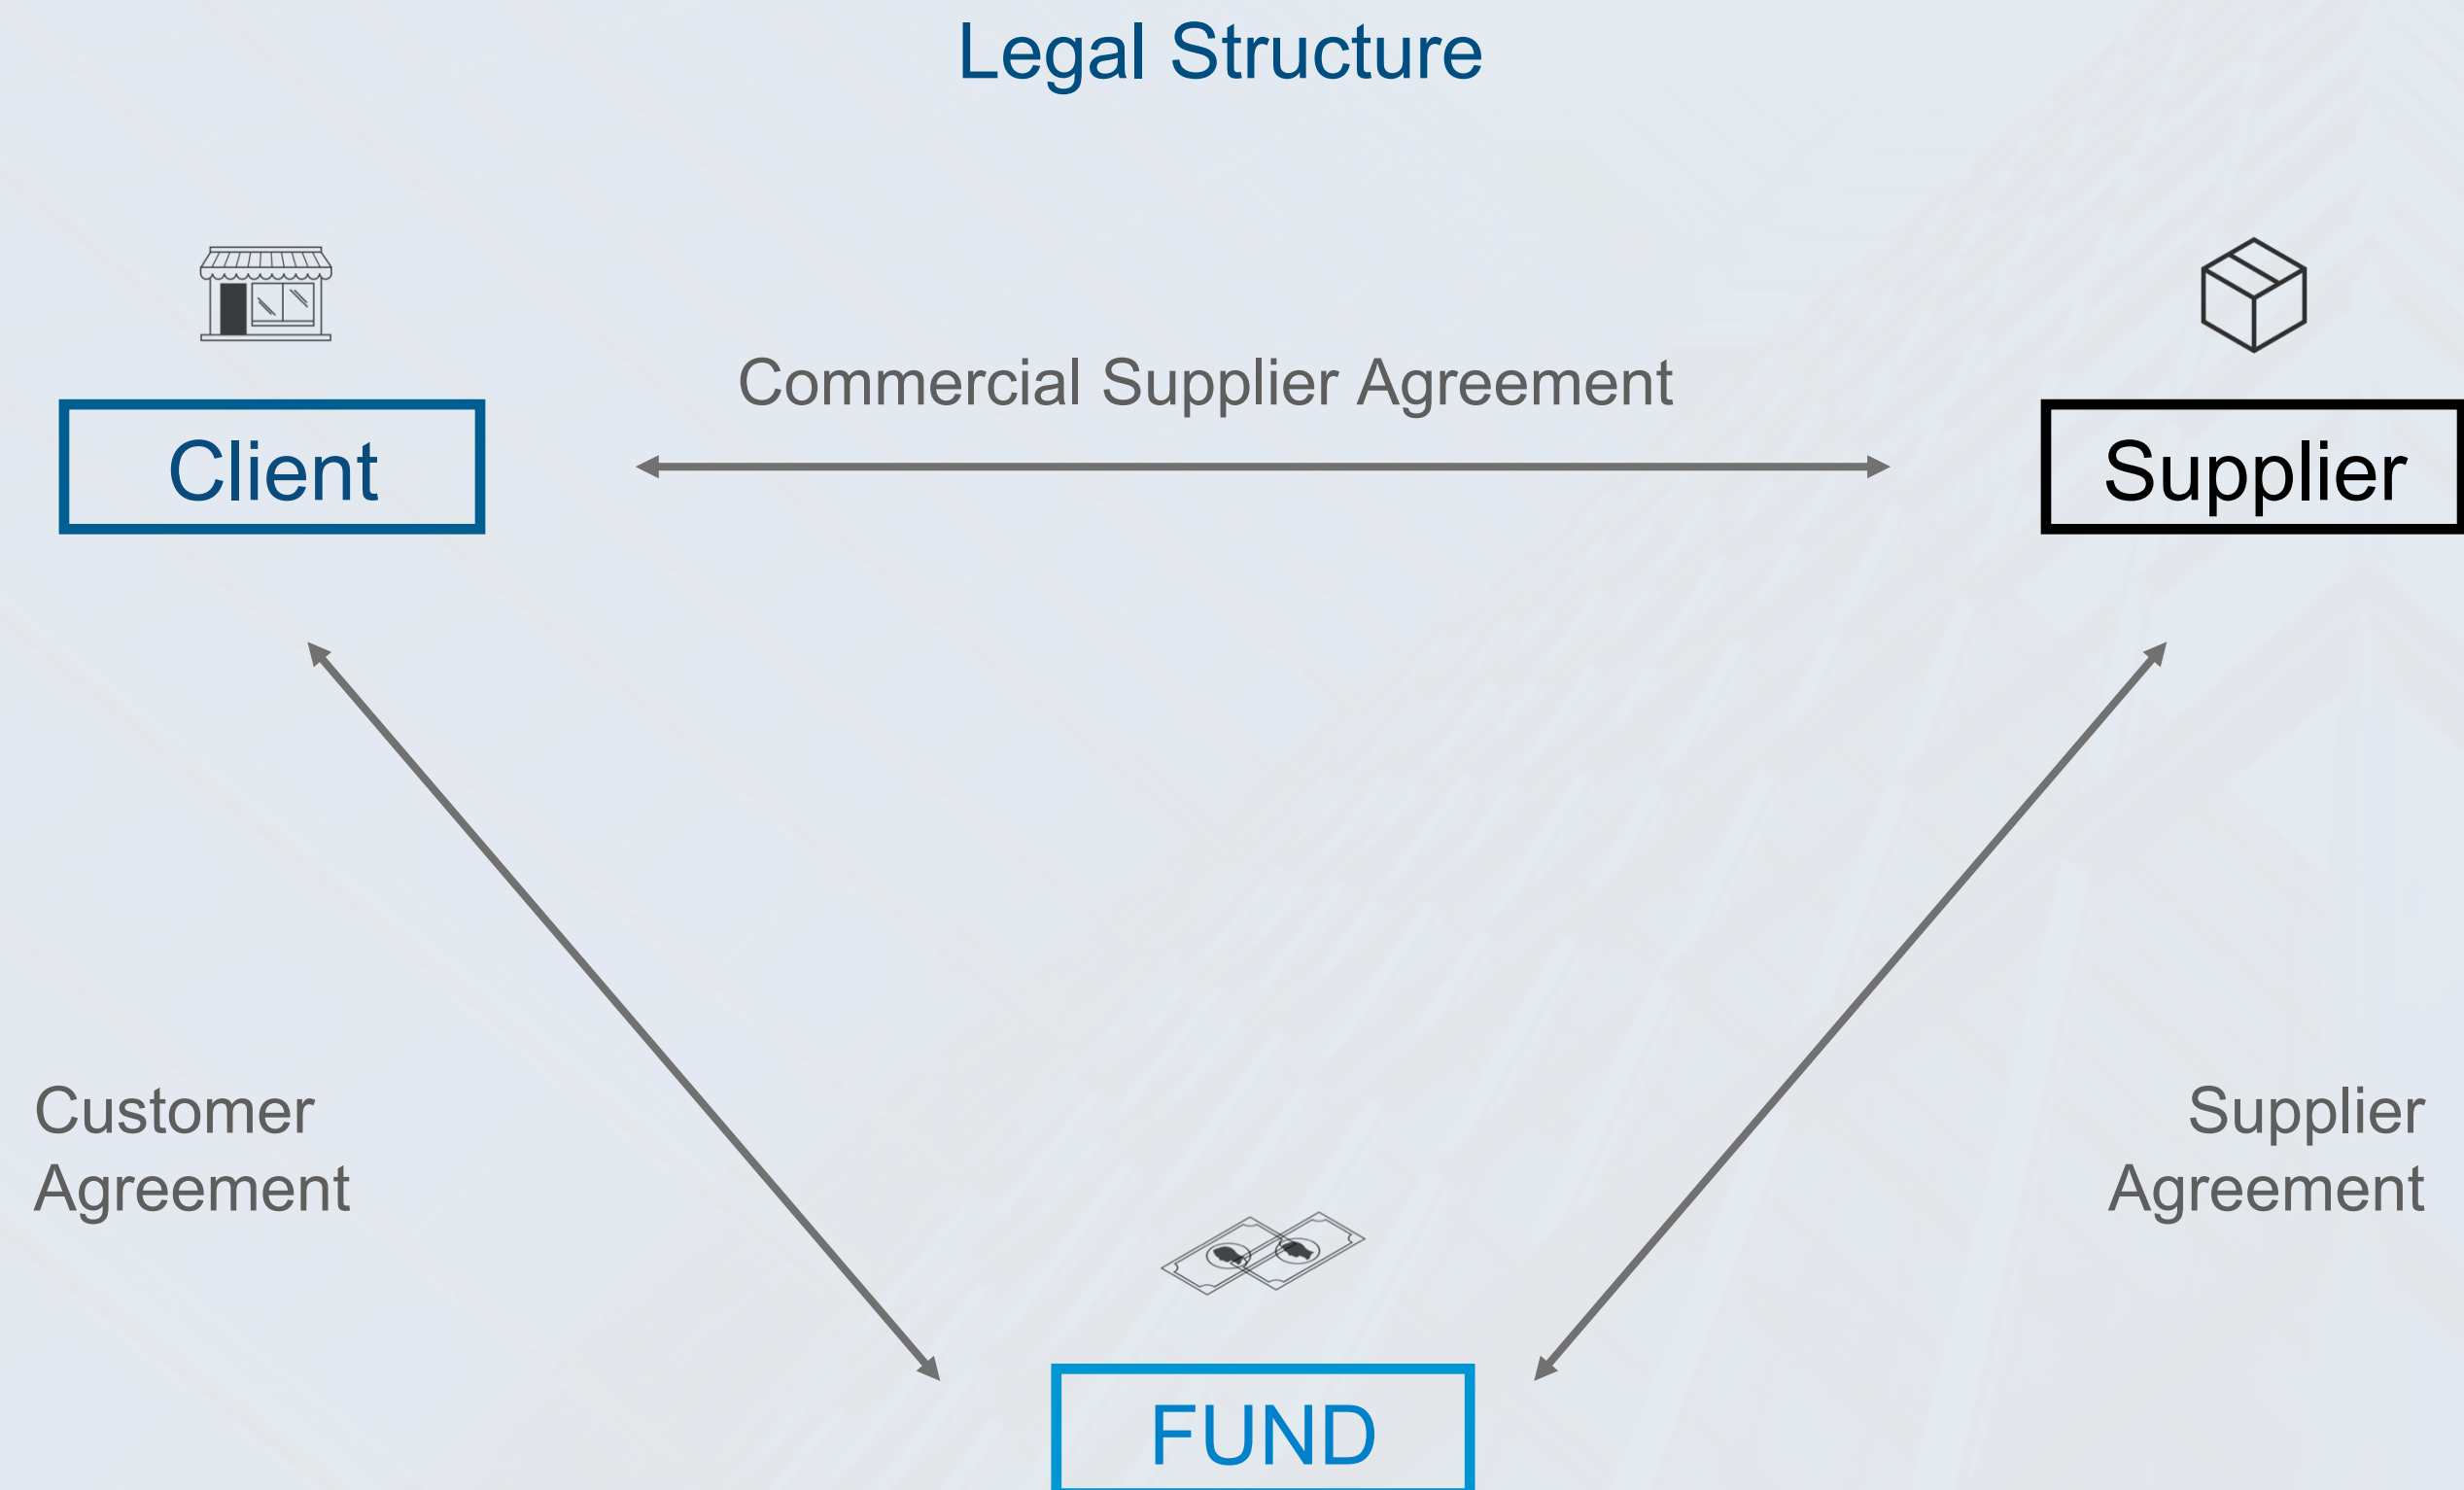 Legal Structure
Commercial Supplier Agreement
Client
Supplier
Customer
Agreement
Supplier
Agreement
FUND